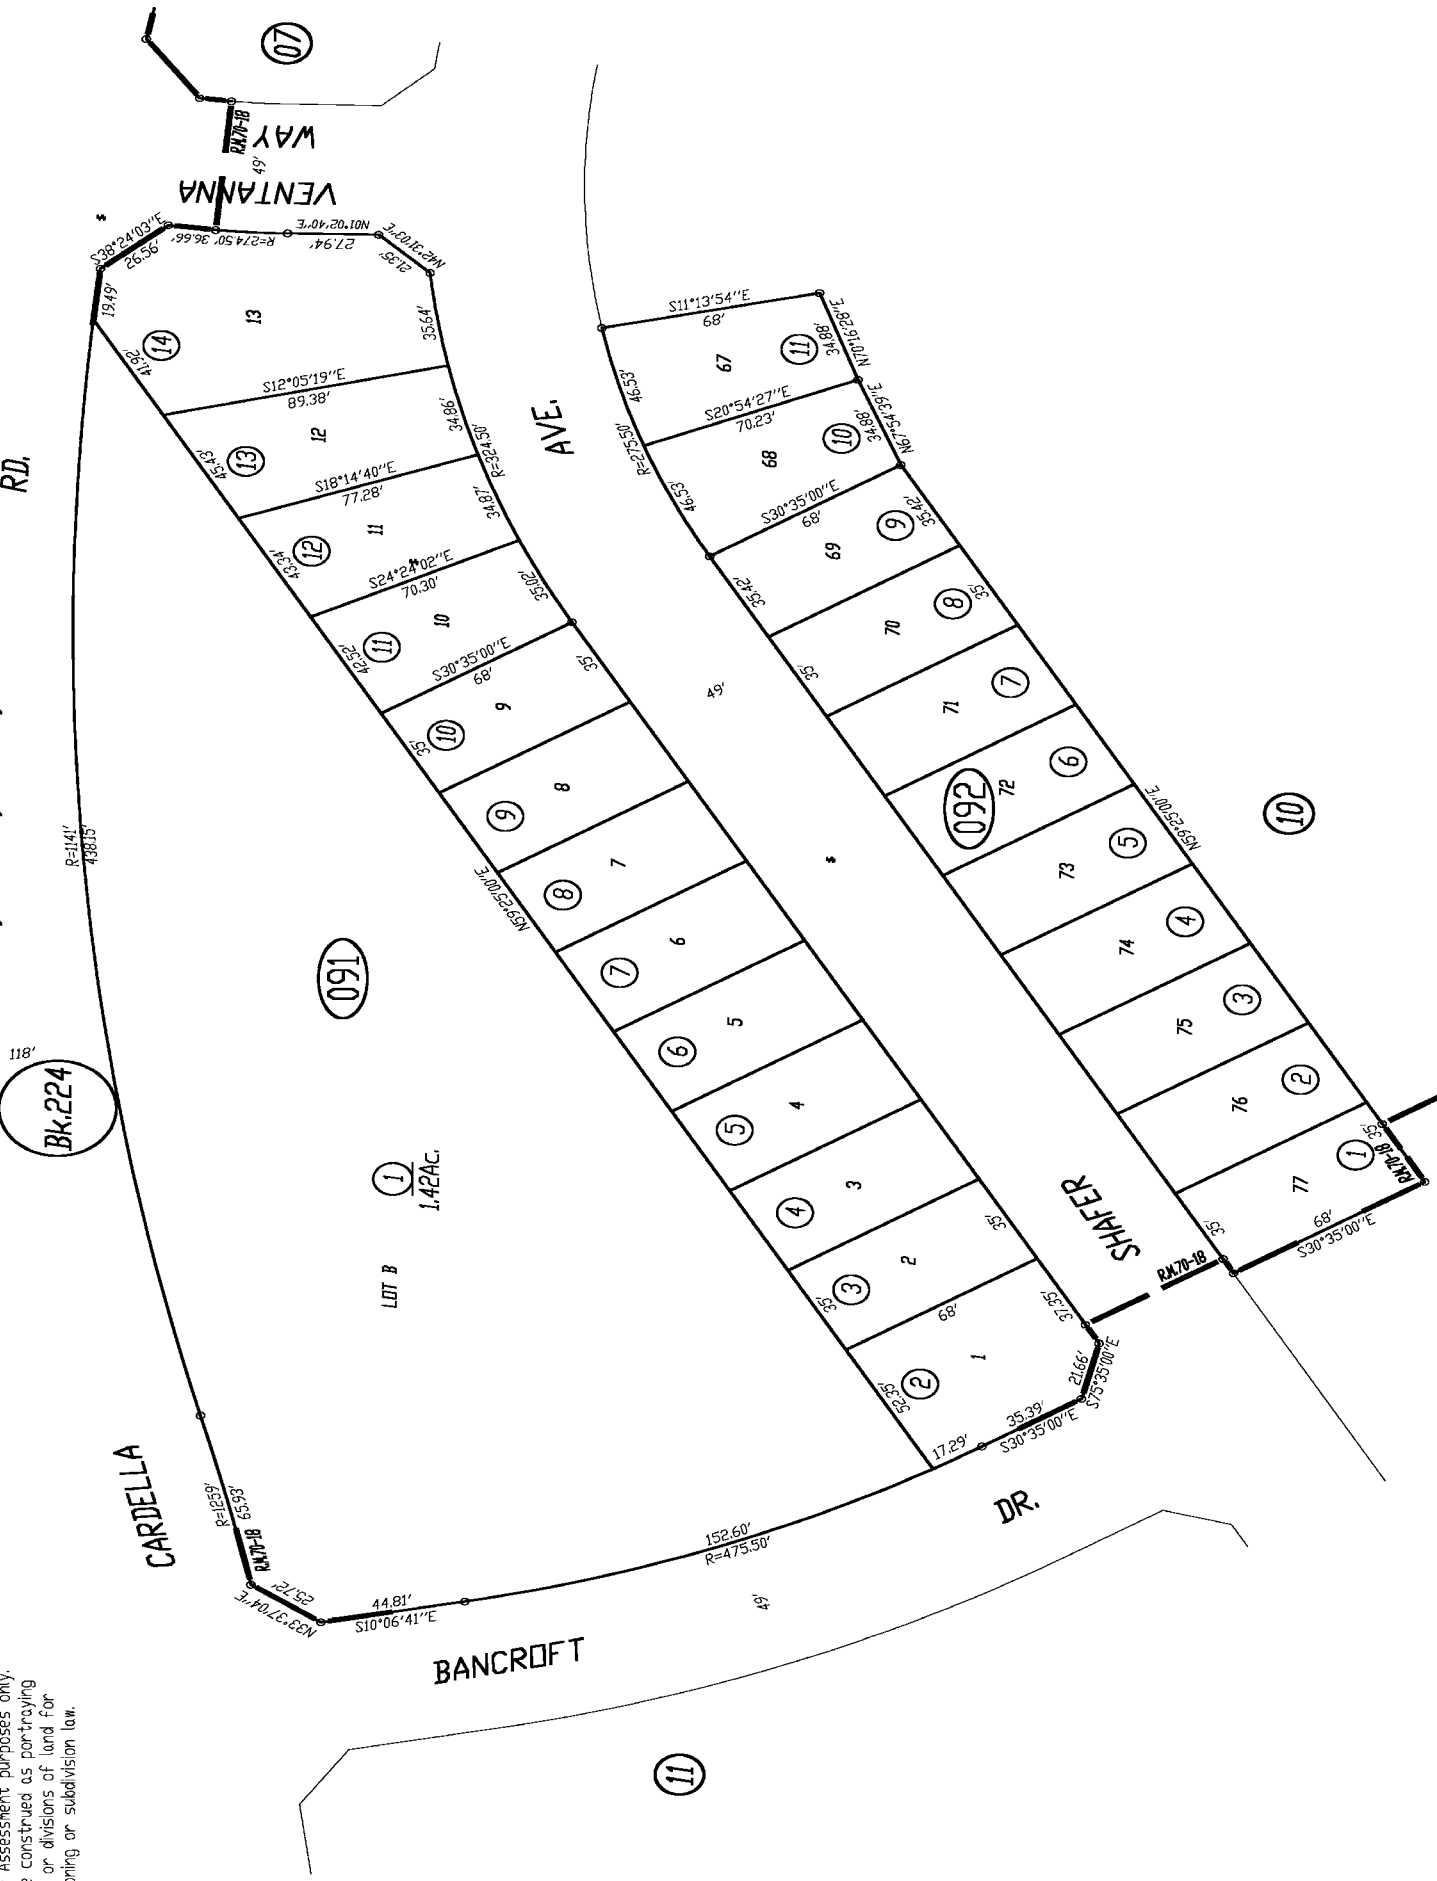 07
RD.
R.M.70-18
49'
VENTANNA
WAY
S38°24'03''E
26.56'
19.49'
R=274.50'
36.66'
N01°02'40''E
27.94'
N42°31'03''E
21.35'
13
14
41.92'
35.64'
S12°05'19''E
89.38'
12
13
45.43'
34.86'
R=324.50'
S18°14'40''E
77.28'
11
12
43.34'
34.87'
S24°24'02''E
70.30'
10
11
42.52'
35.02'
S30°35'00''E
68'
9
10
35'
35'
8
9
N59°25'00''E
7
8
6
7
5
6
4
5
3
4
35'
2
3
35'
68'
37.35'
1
2
52.35'
17.29'
35.39'
S30°35'00''E
21.66'
S75°35'00''E
AVE.
49'
SHAFER
R.M.70-18
S11°13'54''E
68'
67
11
34.88'
N70°16'28''E
46.53'
R=275.50'
S20°54'27''E
70.23'
68
10
34.88'
N67°54'39''E
46.53'
S30°35'00''E
68'
69
9
35.42'
35.42'
70
8
35'
35'
71
7
092
72
6
N59°25'00''E
73
5
74
4
75
3
76
2
77
1
35'
R.M.70-18
35'
68'
S30°35'00''E
10
R=1141'
438.15'
118'
Bk.224
091
1
1.42Ac.
LOT B
CARDELLA
R=1259'
65.93'
R.M.70-18
25.72'
N33°37'04''E
44.81'
S10°06'41''E
152.60'
R=475.50'
49'
BANCROFT
DR.
11
Assessment purposes only.
construed as portraying
or divisions of land for
or subdivision law.